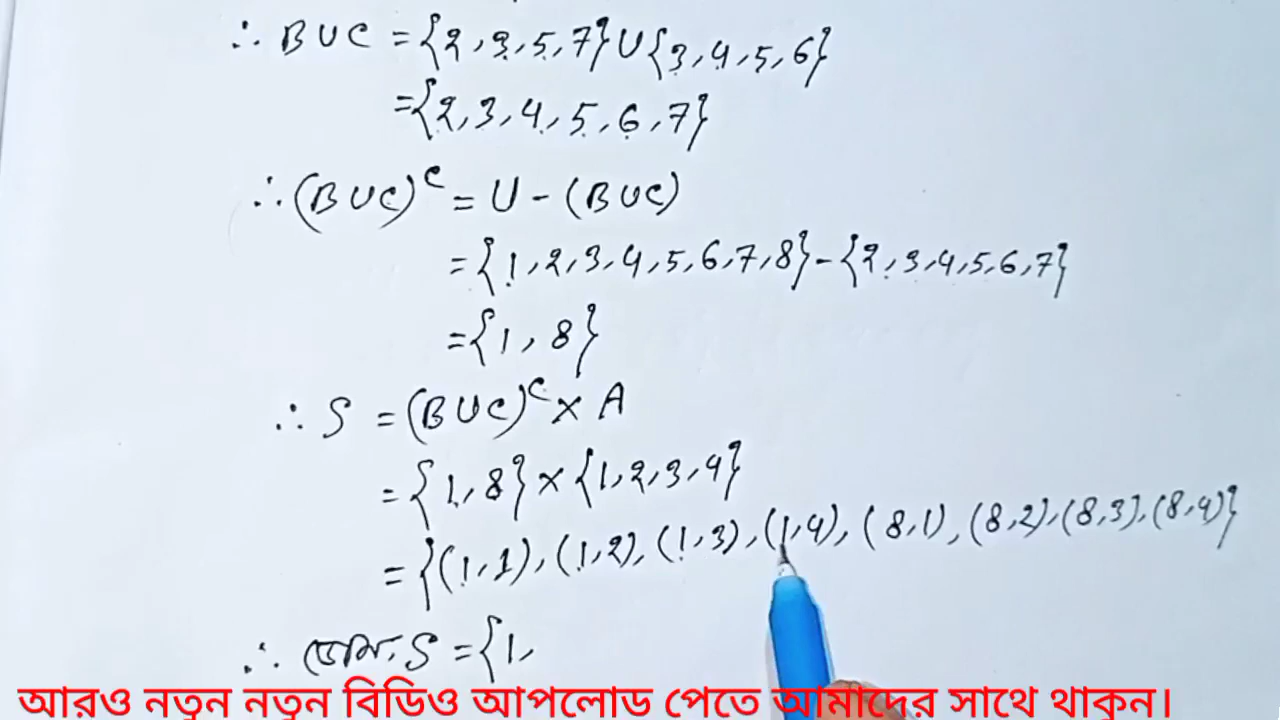 ∴ B∪C = {2,3,5,7}∪{3,4,5,6}
= {2,3,4,5,6,7}
∴ (B∪C)ᶜ = U - (B∪C)
= {1,2,3,4,5,6,7,8} - {2,3,4,5,6,7}
= {1,8}
∴ S = (B∪C)ᶜ × A
= {1,8} × {1,2,3,4}
= {(1,1), (1,2), (1,3), (1,4), (8,1), (8,2), (8,3), (8,4)}
∴ ডোম. S = {1,
আরও নতুন নতুন বিডিও আপলোড পেতে আমাদের সাথে থাকুন।